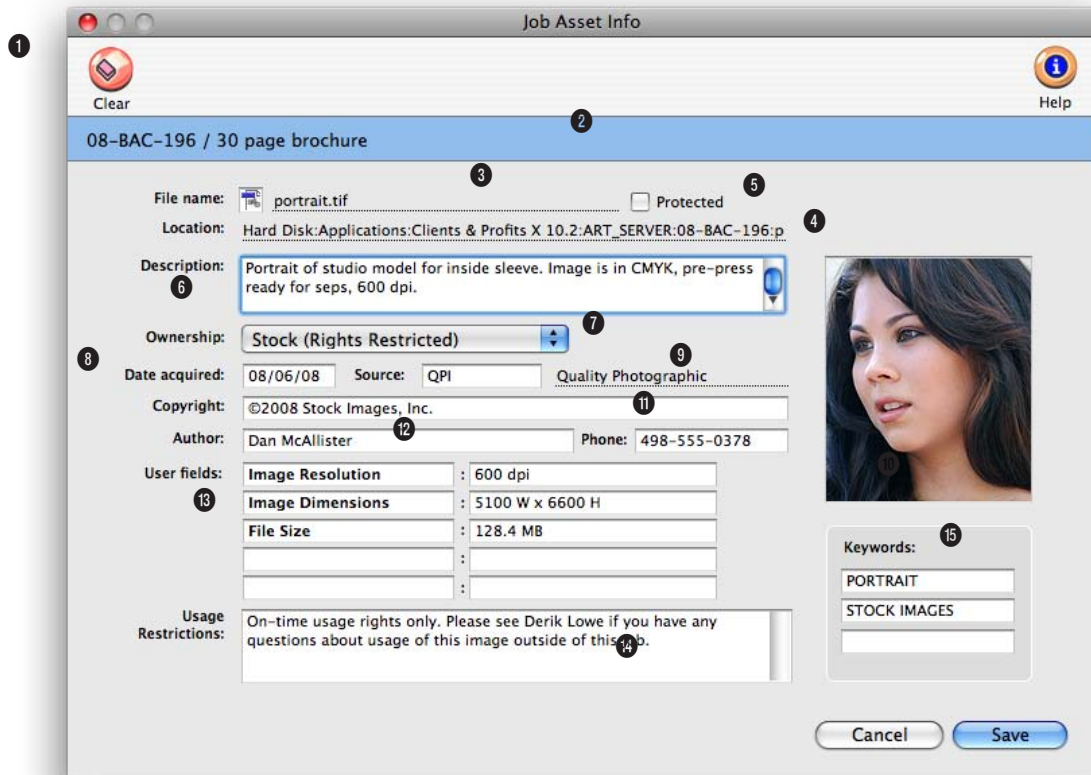 Job Asset Info
1
Clear
Help
2
08-BAC-196 / 30 page brochure
3
5
File name: portrait.tif Protected
4
Location: Hard Disk:Applications:Clients & Profits X 10.2:ART_SERVER:08-BAC-196:p
Description: Portrait of studio model for inside sleeve. Image is in CMYK, pre-press
ready for seps, 600 dpi.
6
7
Ownership: Stock (Rights Restricted)
8
9
Date acquired: 08/06/08 Source: QPI Quality Photographic
11
Copyright: ©2008 Stock Images, Inc.
12
Author: Dan McAllister Phone: 498-555-0378
10
User fields: Image Resolution : 600 dpi
13
Image Dimensions : 5100 W x 6600 H
File Size : 128.4 MB
:
:
15
Keywords:
PORTRAIT
STOCK IMAGES
Usage
Restrictions:
On-time usage rights only. Please see Derik Lowe if you have any
questions about usage of this image outside of this job.
14
Cancel Save